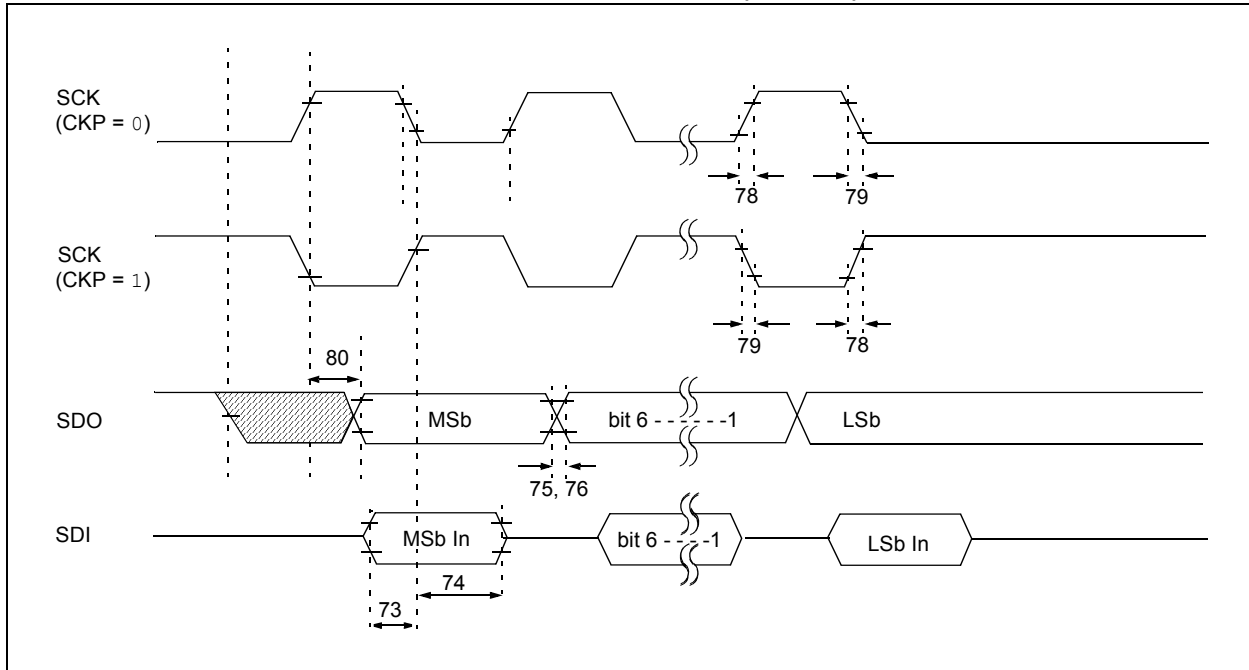 SCK
(CKP = 0)
78
79
SCK
(CKP = 1)
79
78
80
SDO
MSb
bit 6 - - - - - -1
LSb
75, 76
SDI
MSb In
bit 6 - - - - -1
LSb In
74
73